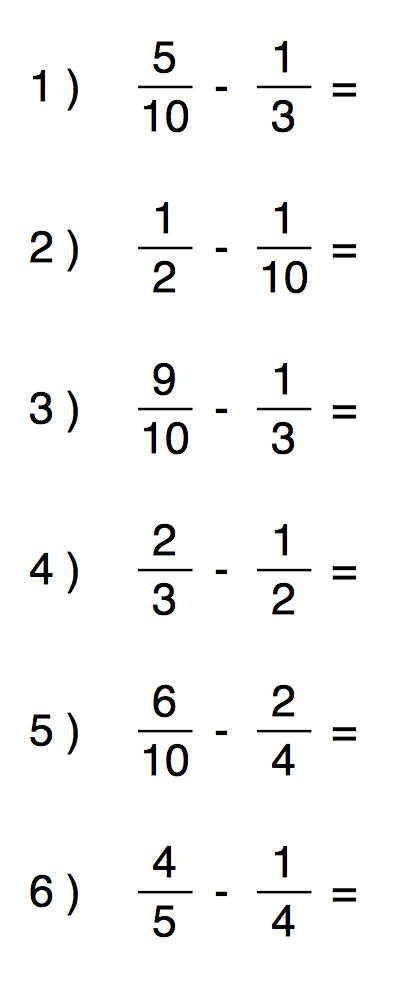 1) 5/10 - 1/3 =
2) 1/2 - 1/10 =
3) 9/10 - 1/3 =
4) 2/3 - 1/2 =
5) 6/10 - 2/4 =
6) 4/5 - 1/4 =